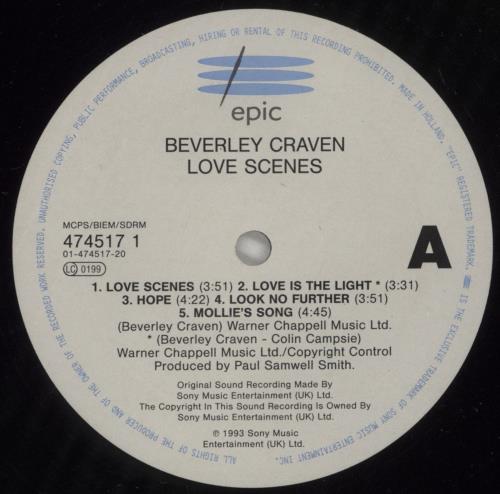 epic
BEVERLEY CRAVEN
LOVE SCENES
MCPS/BIEM/SDRM
474517 1
01-474517-20
LC 0199
A
1. LOVE SCENES (3:51) 2. LOVE IS THE LIGHT * (3:31)
3. HOPE (4:22) 4. LOOK NO FURTHER (3:51)
5. MOLLIE'S SONG (4:45)
(Beverley Craven) Warner Chappell Music Ltd.
* (Beverley Craven - Colin Campsie)
Warner Chappell Music Ltd./Copyright Control
Produced by Paul Samwell Smith.
Original Sound Recording Made By
Sony Music Entertainment (UK) Ltd.
The Copyright In This Sound Recording Is Owned By
Sony Music Entertainment (UK) Ltd.
℗ 1993 Sony Music
Entertainment (UK) Ltd.
ALL RIGHTS OF THE PRODUCER AND OF THE OWNER OF THE RECORDED WORK RESERVED. UNAUTHORISED COPYING, PUBLIC PERFORMANCE, BROADCASTING, HIRING OR RENTAL OF THIS RECORDING PROHIBITED. MADE IN HOLLAND. "EPIC" REGISTERED TRADEMARK. IS THE EXCLUSIVE TRADEMARK OF SONY MUSIC ENTERTAINMENT INC.